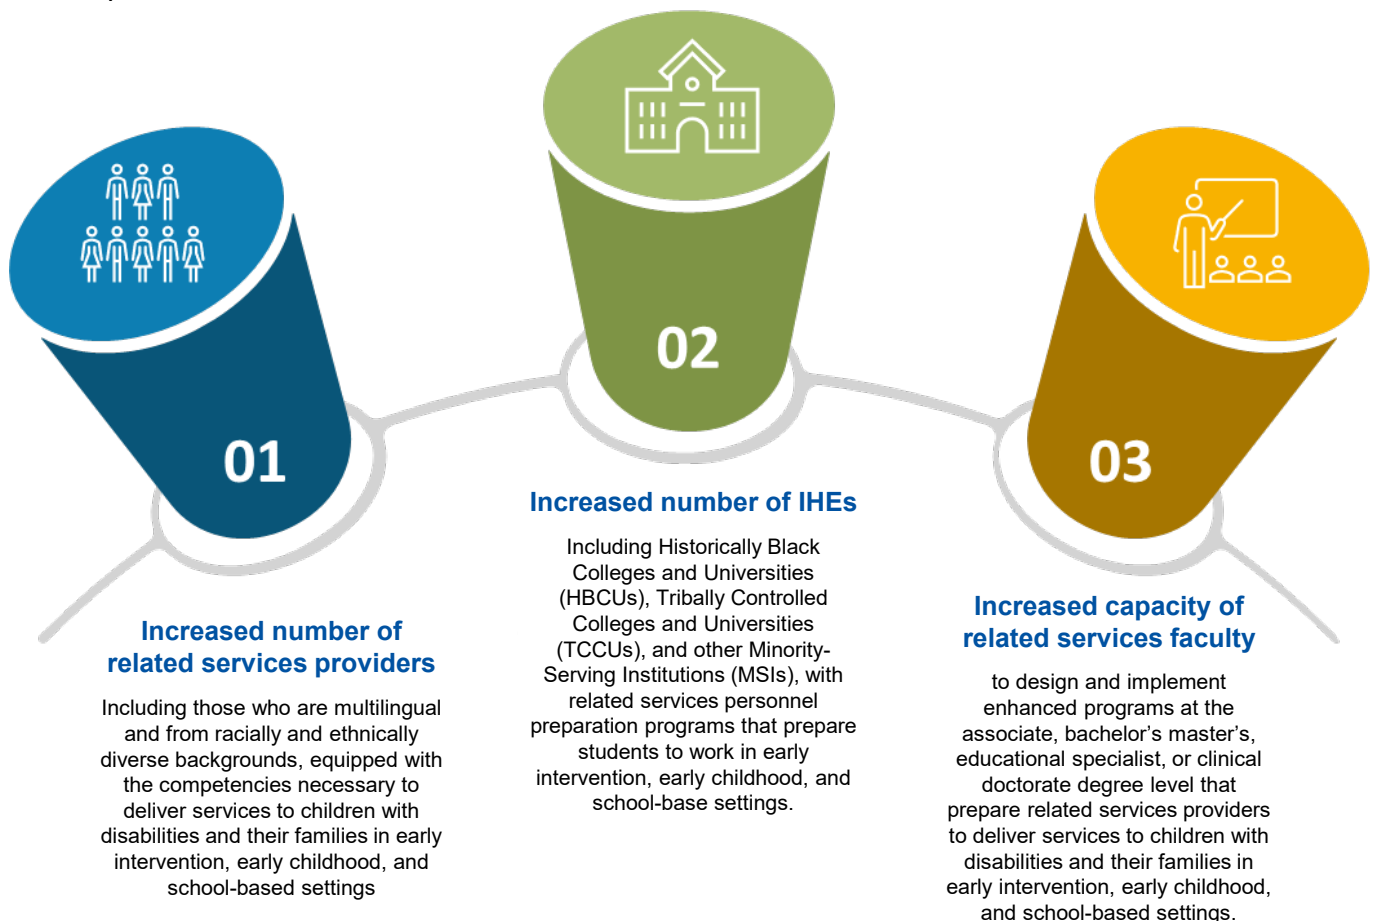 01
Increased number of
related services providers
Including those who are multilingual
and from racially and ethnically
diverse backgrounds, equipped with
the competencies necessary to
deliver services to children with
disabilities and their families in early
intervention, early childhood, and
school-based settings
02
Increased number of IHEs
Including Historically Black
Colleges and Universities
(HBCUs), Tribally Controlled
Colleges and Universities
(TCCUs), and other Minority-
Serving Institutions (MSIs), with
related services personnel
preparation programs that prepare
students to work in early
intervention, early childhood, and
school-base settings.
03
Increased capacity of
related services faculty
to design and implement
enhanced programs at the
associate, bachelor’s master’s,
educational specialist, or clinical
doctorate degree level that
prepare related services providers
to deliver services to children with
disabilities and their families in
early intervention, early childhood,
and school-based settings.